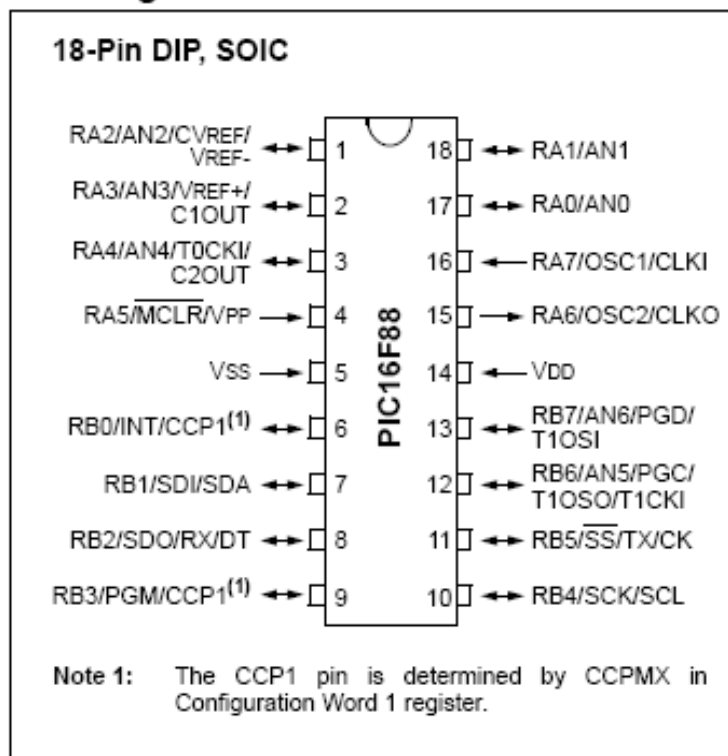 18-Pin DIP, SOIC
RA2/AN2/CVREF/
VREF-
1
18
RA1/AN1
RA3/AN3/VREF+/
C1OUT
2
17
RA0/AN0
RA4/AN4/T0CKI/
C2OUT
3
16
RA7/OSC1/CLKI
RA5/MCLR/VPP
4
15
RA6/OSC2/CLKO
VSS
5
14
VDD
RB0/INT/CCP1(1)
6
13
RB7/AN6/PGD/
T1OSI
RB1/SDI/SDA
7
12
RB6/AN5/PGC/
T1OSO/T1CKI
RB2/SDO/RX/DT
8
11
RB5/SS/TX/CK
RB3/PGM/CCP1(1)
9
10
RB4/SCK/SCL
PIC16F88
Note 1: The CCP1 pin is determined by CCPMX in
Configuration Word 1 register.